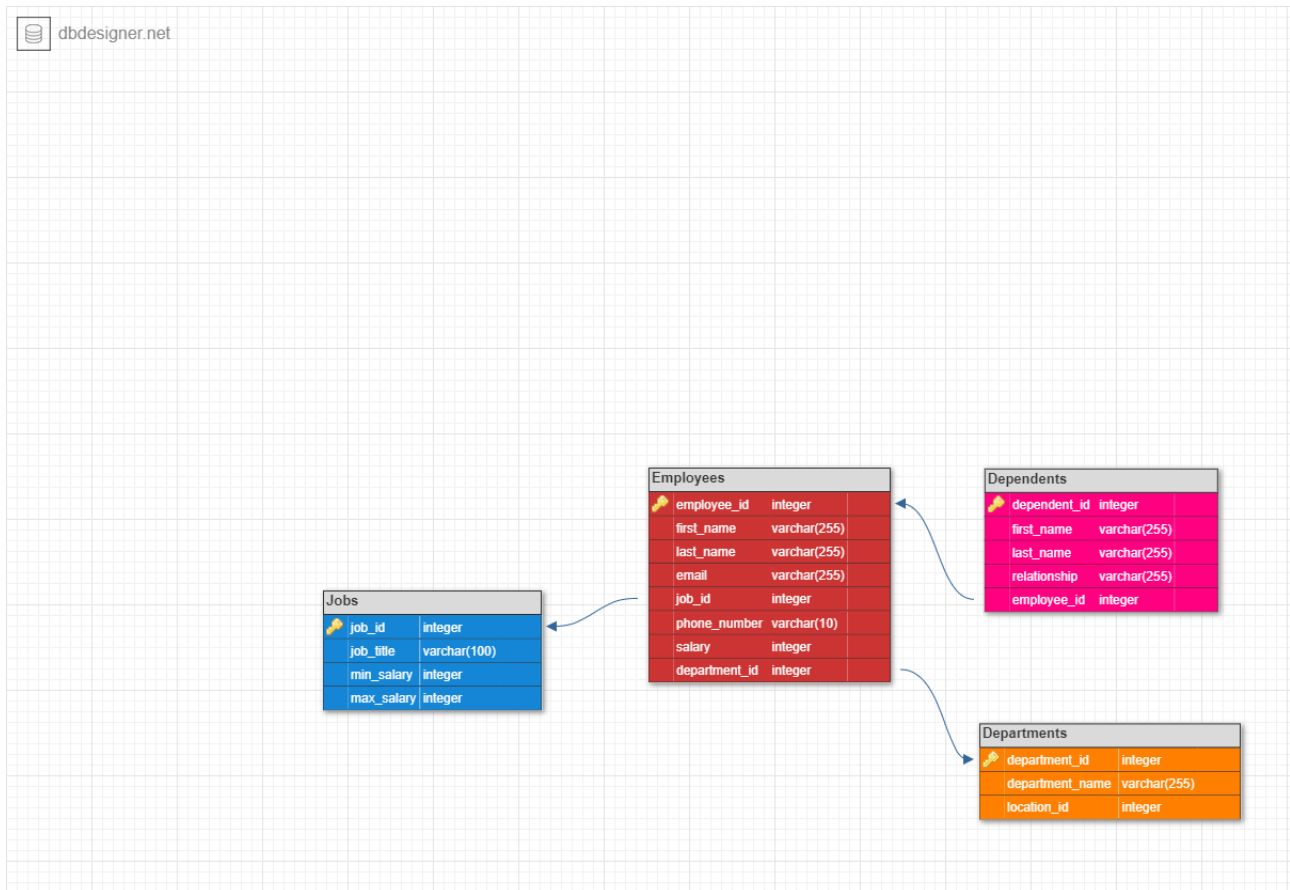 dbdesigner.net
Employees
employee_id integer
first_name varchar(255)
last_name varchar(255)
email varchar(255)
job_id integer
phone_number varchar(10)
salary integer
department_id integer
Dependents
dependent_id integer
first_name varchar(255)
last_name varchar(255)
relationship varchar(255)
employee_id integer
Jobs
job_id integer
job_title varchar(100)
min_salary integer
max_salary integer
Departments
department_id integer
department_name varchar(255)
location_id integer